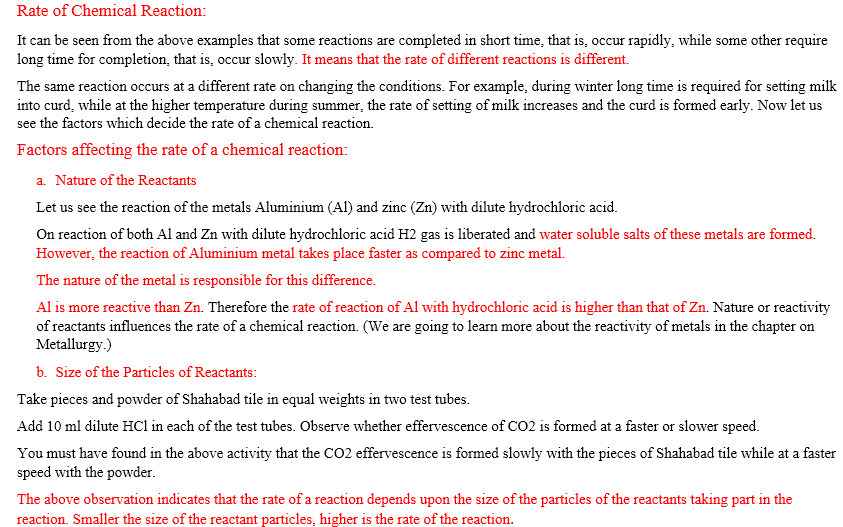 Rate of Chemical Reaction:
It can be seen from the above examples that some reactions are completed in short time, that is, occur rapidly, while some other require
long time for completion, that is, occur slowly. It means that the rate of different reactions is different.
The same reaction occurs at a different rate on changing the conditions. For example, during winter long time is required for setting milk
into curd, while at the higher temperature during summer, the rate of setting of milk increases and the curd is formed early. Now let us
see the factors which decide the rate of a chemical reaction.
Factors affecting the rate of a chemical reaction:
a. Nature of the Reactants
Let us see the reaction of the metals Aluminium (Al) and zinc (Zn) with dilute hydrochloric acid.
On reaction of both Al and Zn with dilute hydrochloric acid H2 gas is liberated and water soluble salts of these metals are formed.
However, the reaction of Aluminium metal takes place faster as compared to zinc metal.
The nature of the metal is responsible for this difference.
Al is more reactive than Zn. Therefore the rate of reaction of Al with hydrochloric acid is higher than that of Zn. Nature or reactivity
of reactants influences the rate of a chemical reaction. (We are going to learn more about the reactivity of metals in the chapter on
Metallurgy.)
b. Size of the Particles of Reactants:
Take pieces and powder of Shahabad tile in equal weights in two test tubes.
Add 10 ml dilute HCl in each of the test tubes. Observe whether effervescence of CO2 is formed at a faster or slower speed.
You must have found in the above activity that the CO2 effervescence is formed slowly with the pieces of Shahabad tile while at a faster
speed with the powder.
The above observation indicates that the rate of a reaction depends upon the size of the particles of the reactants taking part in the
reaction. Smaller the size of the reactant particles, higher is the rate of the reaction.